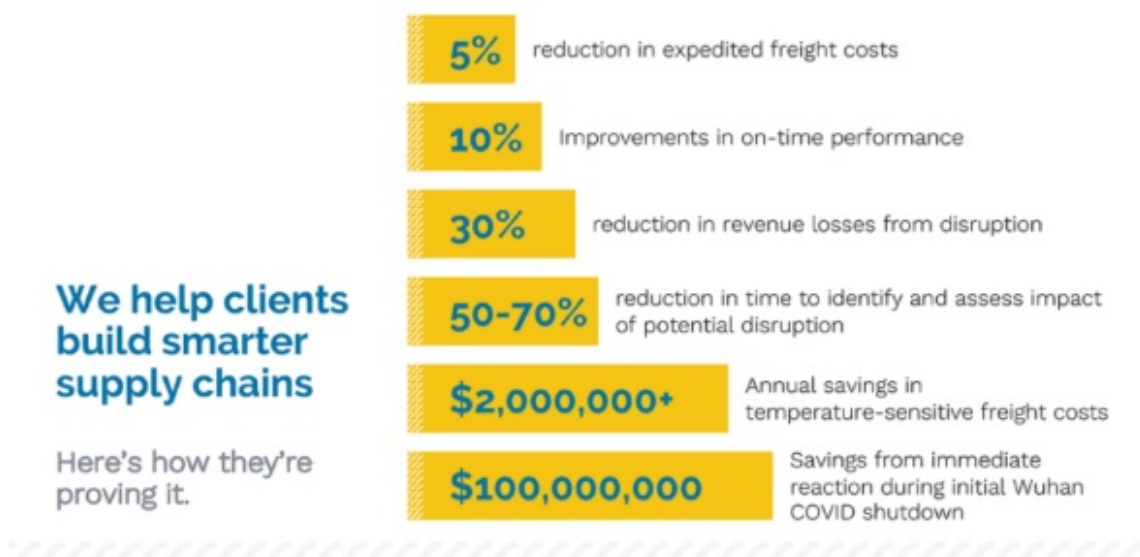 We help clients
build smarter
supply chains
Here's how they're
proving it.
5% reduction in expedited freight costs
10% Improvements in on-time performance
30% reduction in revenue losses from disruption
50-70% reduction in time to identify and assess impact
of potential disruption
$2,000,000+ Annual savings in
temperature-sensitive freight costs
$100,000,000 Savings from immediate
reaction during initial Wuhan
COVID shutdown